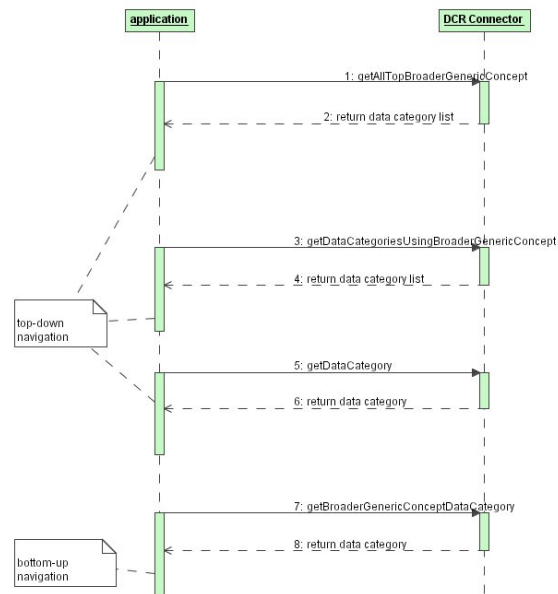 application
DCR Connector
1: getAllTopBroaderGenericConcept
2: return data category list
3: getDataCategoriesUsingBroaderGenericConcept
4: return data category list
top-down
navigation
5: getDataCategory
6: return data category
7: getBroaderGenericConceptDataCategory
8: return data category
bottom-up
navigation